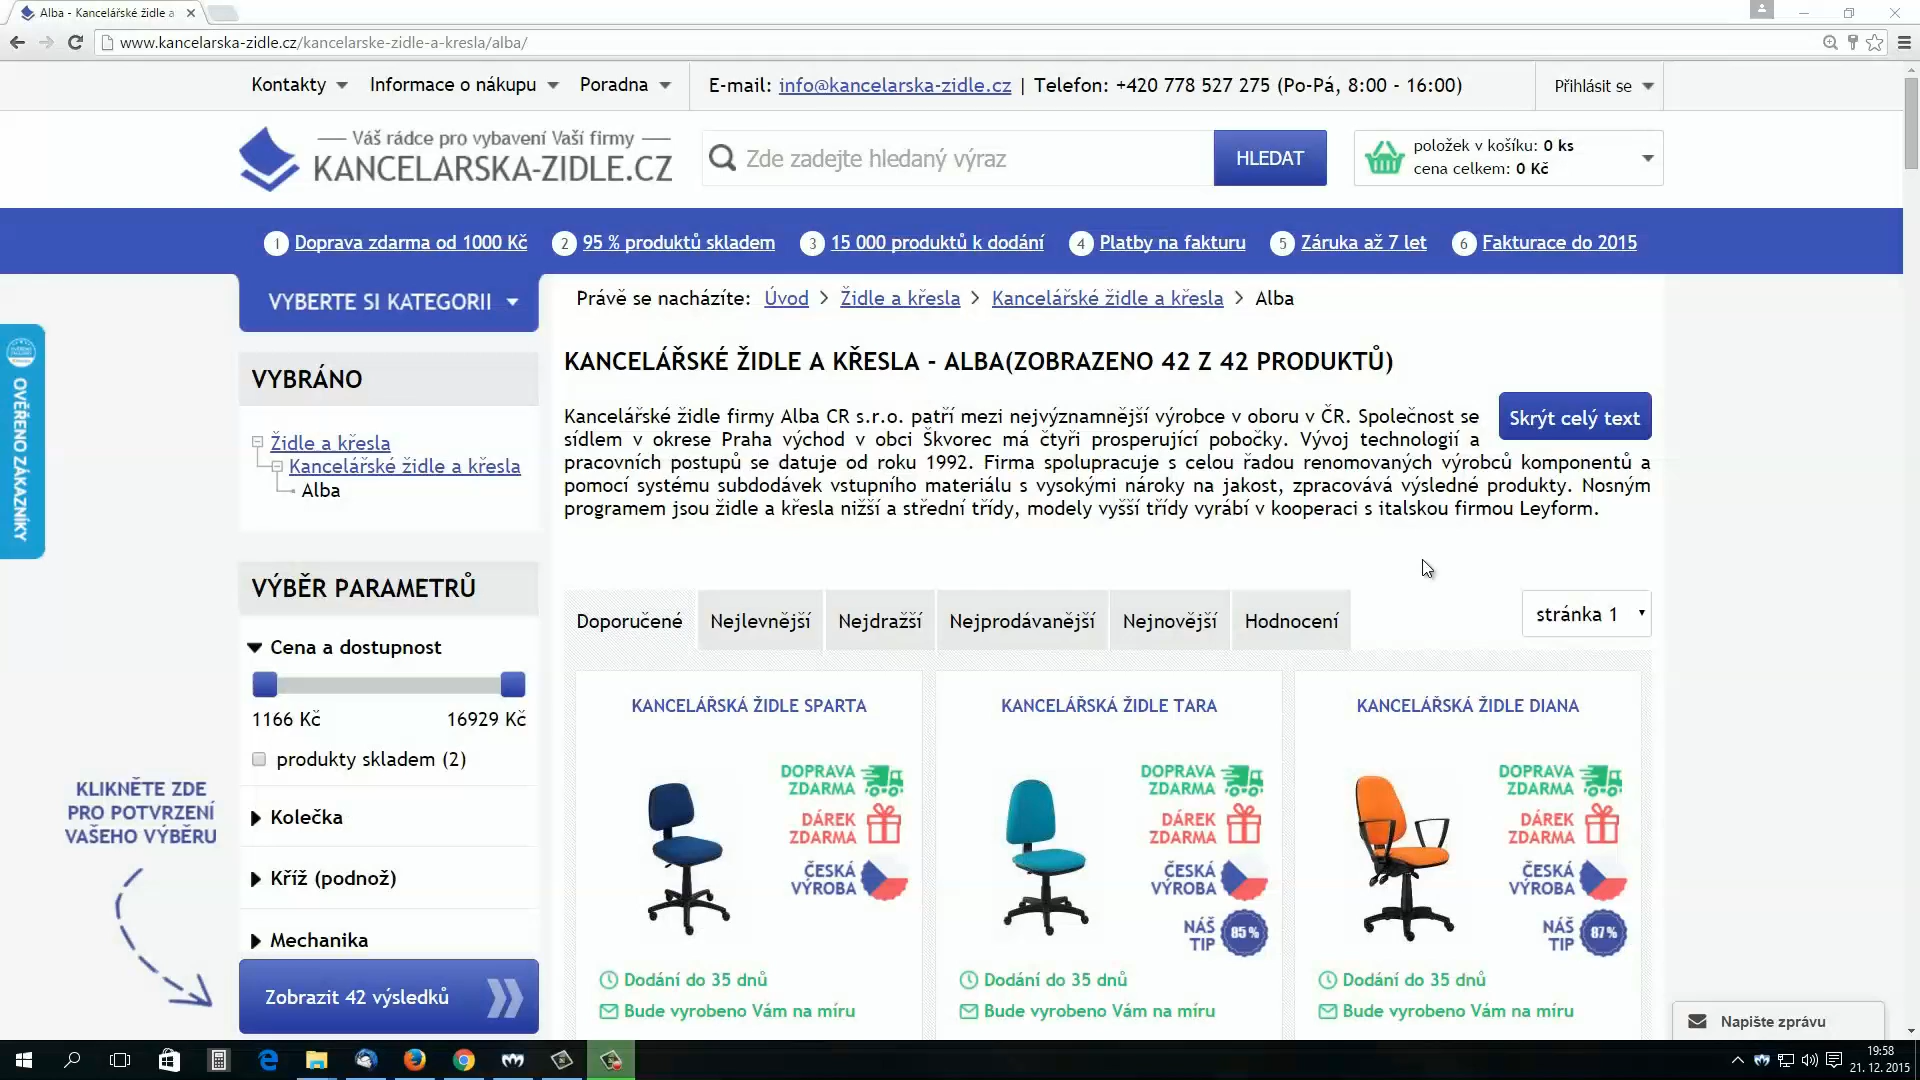 Alba - Kancelářské židle a
www.kancelarska-zidle.cz/kancelarske-zidle-a-kresla/alba/
Kontakty Informace o nákupu Poradna E-mail: info@kancelarska-zidle.cz | Telefon: +420 778 527 275 (Po-Pá, 8:00 - 16:00) Přihlásit se
Váš rádce pro vybavení Vaší firmy
KANCELARSKA-ZIDLE.CZ
Zde zadejte hledaný výraz
HLEDAT
položek v košíku: 0 ks
cena celkem: 0 Kč
1 Doprava zdarma od 1000 Kč 2 95 % produktů skladem 3 15 000 produktů k dodání 4 Platby na fakturu 5 Záruka až 7 let 6 Fakturace do 2015
VYBERTE SI KATEGORII
Právě se nacházíte: Úvod > Židle a křesla > Kancelářské židle a křesla > Alba
OVĚŘENO ZÁKAZNÍKY
VYBRÁNO
Židle a křesla
Kancelářské židle a křesla
Alba
KANCELÁŘSKÉ ŽIDLE A KŘESLA - ALBA(ZOBRAZENO 42 Z 42 PRODUKTŮ)
Skrýt celý text
Kancelářské židle firmy Alba CR s.r.o. patří mezi nejvýznamnější výrobce v oboru v ČR. Společnost se
sídlem v okrese Praha východ v obci Škvorec má čtyři prosperující pobočky. Vývoj technologií a
pracovních postupů se datuje od roku 1992. Firma spolupracuje s celou řadou renomovaných výrobců komponentů a
pomocí systému subdodávek vstupního materiálu s vysokými nároky na jakost, zpracovává výsledné produkty. Nosným
programem jsou židle a křesla nižší a střední třídy, modely vyšší třídy vyrábí v kooperaci s italskou firmou Leyform.
VÝBĚR PARAMETRŮ
Cena a dostupnost
1166 Kč 16929 Kč
produkty skladem (2)
Kolečka
Kříž (podnož)
Mechanika
Zobrazit 42 výsledků
KLIKNĚTE ZDE
PRO POTVRZENÍ
VAŠEHO VÝBĚRU
Doporučené Nejlevnější Nejdražší Nejprodávanější Nejnovější Hodnocení stránka 1
KANCELÁŘSKÁ ŽIDLE SPARTA
DOPRAVA
ZDARMA
DÁREK
ZDARMA
ČESKÁ
VÝROBA
Dodání do 35 dnů
Bude vyrobeno Vám na míru
KANCELÁŘSKÁ ŽIDLE TARA
DOPRAVA
ZDARMA
DÁREK
ZDARMA
ČESKÁ
VÝROBA
NÁŠ
TIP
85 %
Dodání do 35 dnů
Bude vyrobeno Vám na míru
KANCELÁŘSKÁ ŽIDLE DIANA
DOPRAVA
ZDARMA
DÁREK
ZDARMA
ČESKÁ
VÝROBA
NÁŠ
TIP
87 %
Dodání do 35 dnů
Bude vyrobeno Vám na míru
Napište zprávu
19:58
21. 12. 2015